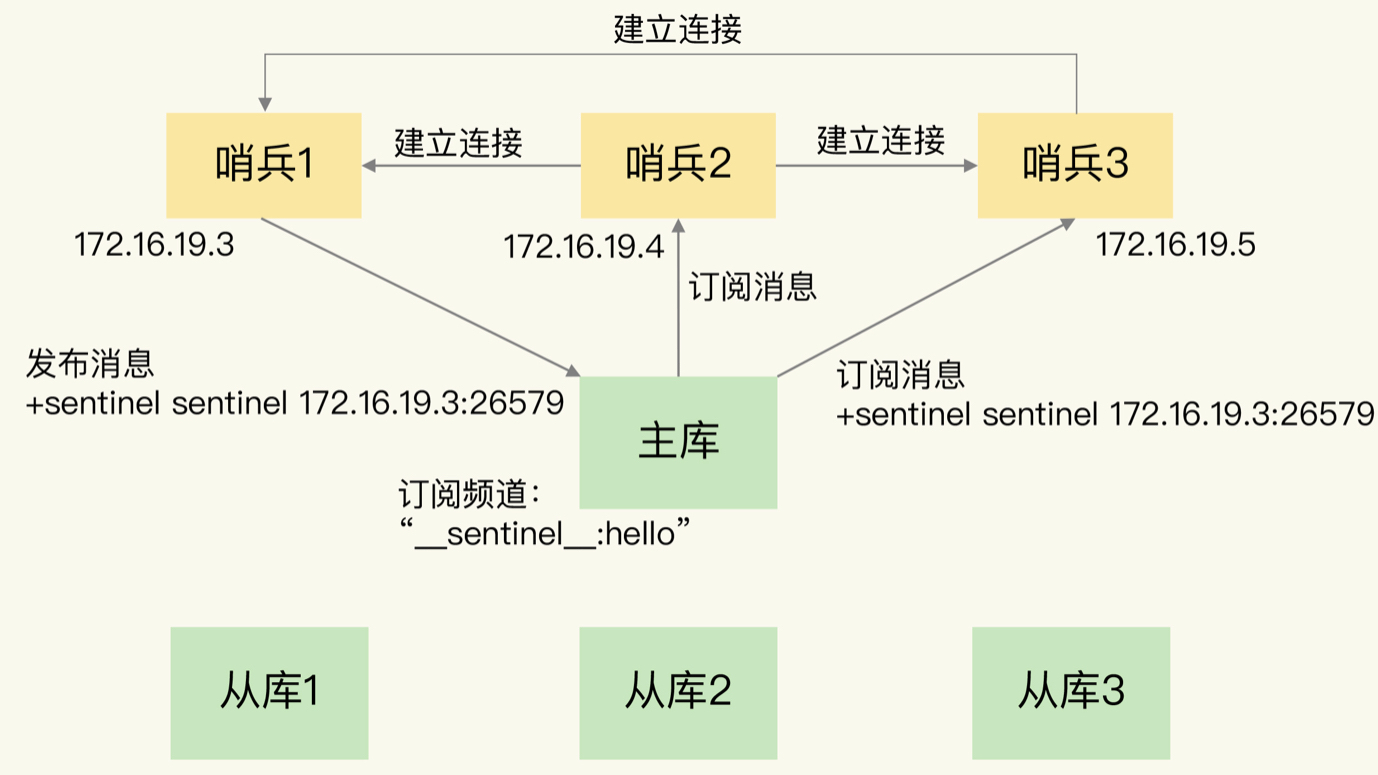 建立连接
建立连接
建立连接
哨兵1
哨兵2
哨兵3
172.16.19.3
172.16.19.4
172.16.19.5
订阅消息
发布消息
+sentinel sentinel 172.16.19.3:26579
订阅消息
+sentinel sentinel 172.16.19.3:26579
主库
订阅频道：
“__sentinel__:hello”
从库1
从库2
从库3